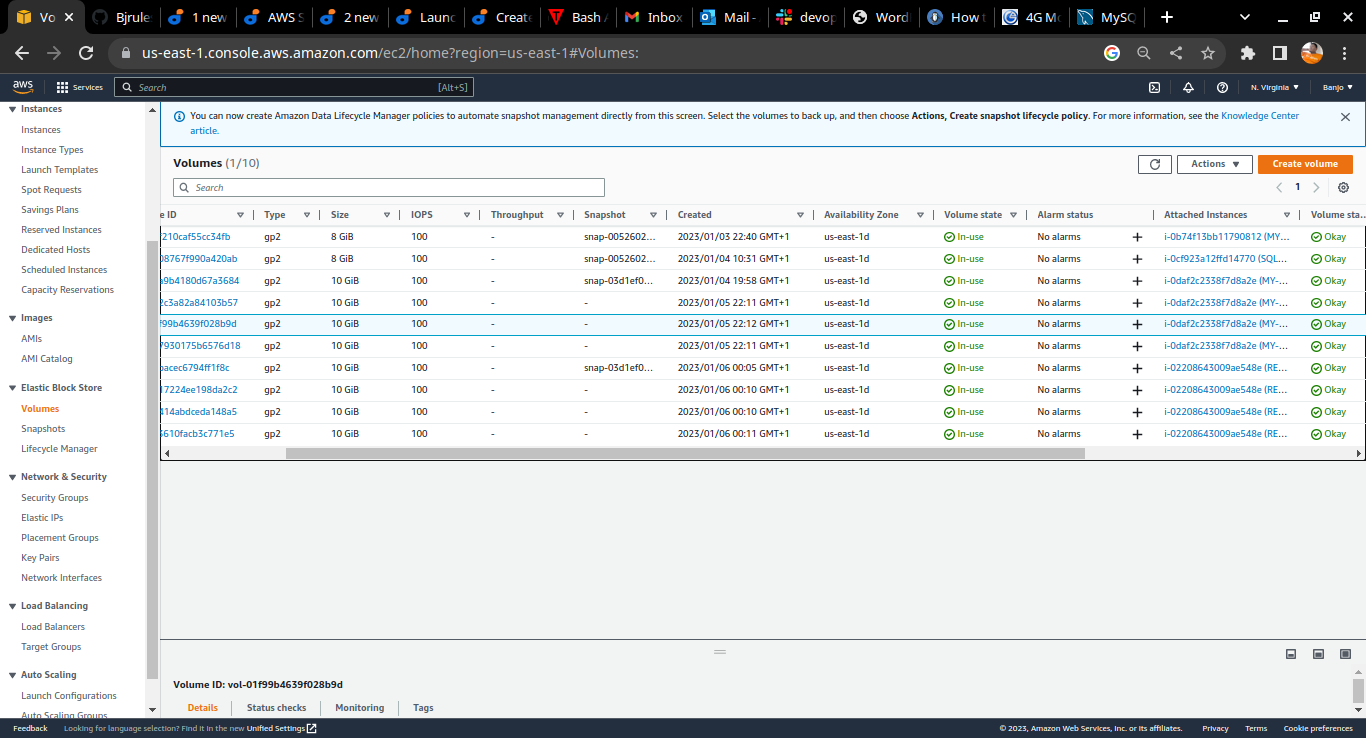 Vo
Bjrule
1 new
AWS S
2 new
Launc
Create
Bash
Inbox
Mail -
devop
Word
How t
4G Mo
MySQ
us-east-1.console.aws.amazon.com/ec2/home?region=us-east-1#Volumes:
aws
Services
Search
[Alt+S]
N. Virginia
Banjo
Instances
Instances
Instance Types
Launch Templates
Spot Requests
Savings Plans
Reserved Instances
Dedicated Hosts
Scheduled Instances
Capacity Reservations
Images
AMIs
AMI Catalog
Elastic Block Store
Volumes
Snapshots
Lifecycle Manager
Network & Security
Security Groups
Elastic IPs
Placement Groups
Key Pairs
Network Interfaces
Load Balancing
Load Balancers
Target Groups
Auto Scaling
Launch Configurations
Auto Scaling Groups
You can now create Amazon Data Lifecycle Manager policies to automate snapshot management directly from this screen. Select the volumes to back up, and then choose Actions, Create snapshot lifecycle policy. For more information, see the Knowledge Center
article.
Volumes (1/10)
Actions
Create volume
Search
1
e ID Type Size IOPS Throughput Snapshot Created Availability Zone Volume state Alarm status Attached Instances Volume sta...
210caf55cc34fb gp2 8 GiB 100 - snap-0052602... 2023/01/03 22:40 GMT+1 us-east-1d In-use No alarms + i-0b74f13bb11790812 (MY... Okay
08767f990a420ab gp2 8 GiB 100 - snap-0052602... 2023/01/04 10:31 GMT+1 us-east-1d In-use No alarms + i-0cf923a12ffd14770 (SQL... Okay
a9b4180d67a3684 gp2 10 GiB 100 - snap-03d1ef0... 2023/01/04 19:58 GMT+1 us-east-1d In-use No alarms + i-0daf2c2338f7d8a2e (MY-... Okay
2c3a82a84103b57 gp2 10 GiB 100 - - 2023/01/05 22:11 GMT+1 us-east-1d In-use No alarms + i-0daf2c2338f7d8a2e (MY-... Okay
f99b4639f028b9d gp2 10 GiB 100 - - 2023/01/05 22:12 GMT+1 us-east-1d In-use No alarms + i-0daf2c2338f7d8a2e (MY-... Okay
7930175b6576d18 gp2 10 GiB 100 - - 2023/01/05 22:11 GMT+1 us-east-1d In-use No alarms + i-0daf2c2338f7d8a2e (MY-... Okay
bacec6794ff1f8c gp2 10 GiB 100 - snap-03d1ef0... 2023/01/06 00:05 GMT+1 us-east-1d In-use No alarms + i-02208643009ae548e (RE... Okay
17224ee198da2c2 gp2 10 GiB 100 - - 2023/01/06 00:10 GMT+1 us-east-1d In-use No alarms + i-02208643009ae548e (RE... Okay
414abdceda148a5 gp2 10 GiB 100 - - 2023/01/06 00:10 GMT+1 us-east-1d In-use No alarms + i-02208643009ae548e (RE... Okay
3610facb3c771e5 gp2 10 GiB 100 - - 2023/01/06 00:11 GMT+1 us-east-1d In-use No alarms + i-02208643009ae548e (RE... Okay
Volume ID: vol-01f99b4639f028b9d
Details
Status checks
Monitoring
Tags
Feedback
Looking for language selection? Find it in the new Unified Settings
© 2023, Amazon Web Services, Inc. or its affiliates.
Privacy
Terms
Cookie preferences